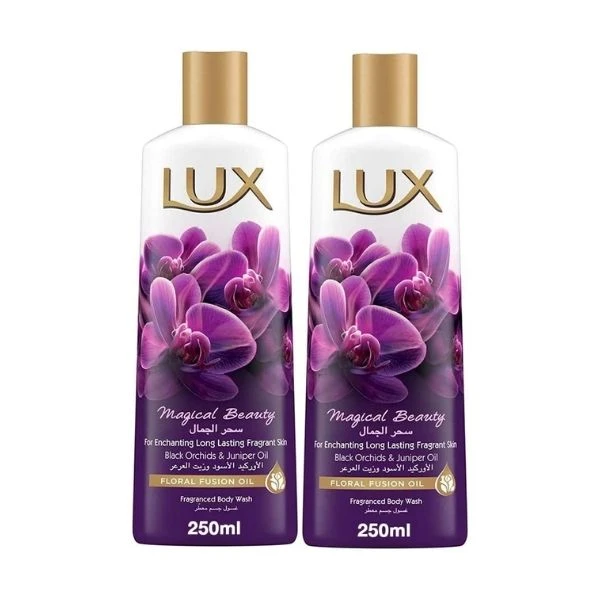 LUX
Magical Beauty
سحر الجمال
For Enchanting Long Lasting Fragrant Skin
Black Orchids & Juniper Oil
الأوركيد الأسود وزيت العرعر
FLORAL FUSION OIL
Fragranced Body Wash
غسول جسم معطر
250ml
LUX
Magical Beauty
سحر الجمال
For Enchanting Long Lasting Fragrant Skin
Black Orchids & Juniper Oil
الأوركيد الأسود وزيت العرعر
FLORAL FUSION OIL
Fragranced Body Wash
غسول جسم معطر
250ml